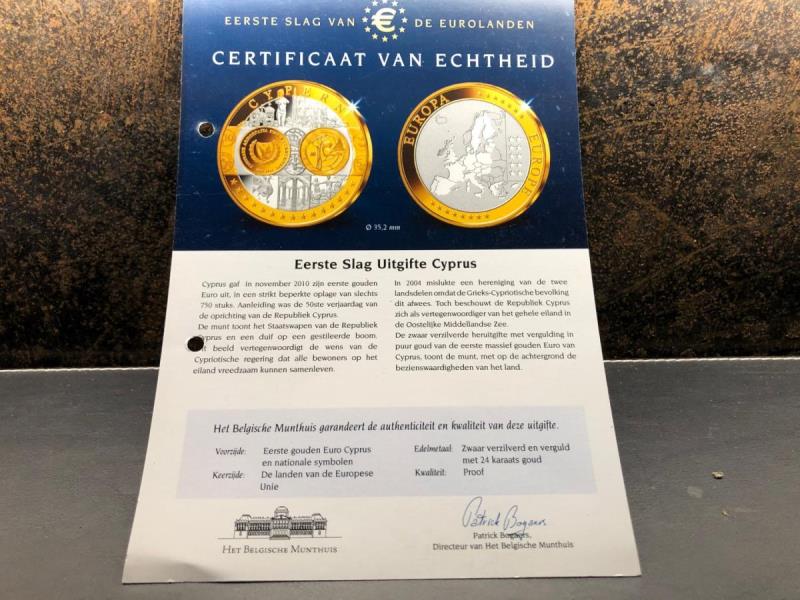 EERSTE SLAG VAN € DE EUROLANDEN
CERTIFICAAT VAN ECHTHEID
CYPERN
EUROPA
EUROPE
Ø 35,2 mm
Eerste Slag Uitgifte Cyprus
Cyprus gaf in november 2010 zijn eerste gouden
Euro uit, in een strikt beperkte oplage van slechts
750 stuks. Aanleiding was de 50ste verjaardag van
de oprichting van de Republiek Cyprus.
De munt toont het Staatswapen van de Republiek
Cyprus en een duif op een gestileerde boom.
beeld vertegenwoordigt de wens van de
Cypriotische regering dat alle bewoners op het
eiland vreedzaam kunnen samenleven.
In 2004 mislukte een hereniging van de twee
landsdelen omdat de Grieks-Cypriotische bevolking
dit afwees. Toch beschouwt de Republiek Cyprus
zich als vertegenwoordiger van het gehele eiland in
de Oostelijke Middellandse Zee.
De zwaar verzilverde heruitgifte met verguldING in
puur goud van de eerste massief gouden Euro van
Cyprus, toont de munt, met op de achtergrond de
bezienswaardigheden van het land.
Het Belgische Munthuis garandeert de authenticiteit en kwaliteit van deze uitgifte.
Voorzijde: Eerste gouden Euro Cyprus
en nationale symbolen
Keerzijde: De landen van de Europese
Unie
Edelmetaal: Zwaar verzilverd en verguld
met 24 karaats goud
Kwaliteit: Proof
HET BELGISCHE MUNTHUIS
Patrick Bogaers
Patrick Bogaers,
Directeur van Het Belgische Munthuis